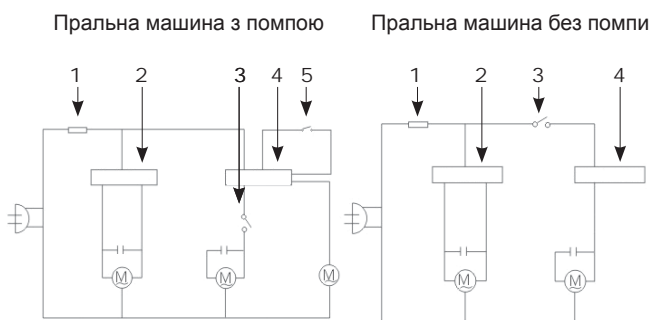 Пральна машина з помпою
Пральна машина без помпи
1 2 3 4 5
1 2 3 4
M M M
M M